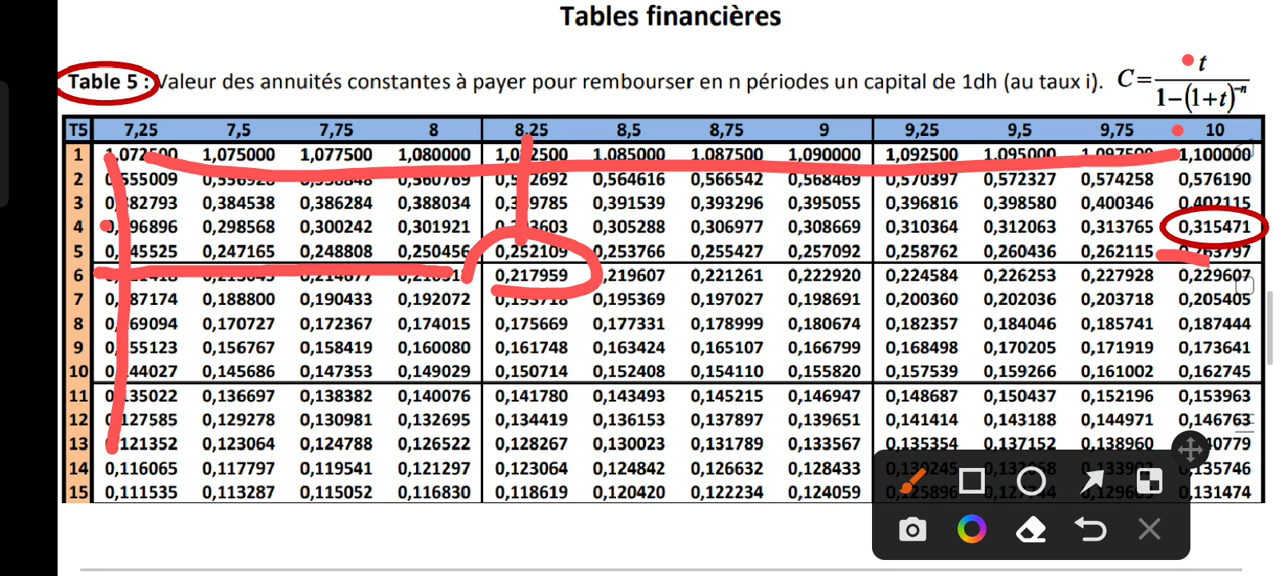 Tables financières
Table 5 : Valeur des annuités constantes à payer pour rembourser en n périodes un capital de 1dh (au taux i). C = t / 1-(1+t)^-n
T5 7,25 7,5 7,75 8 8,25 8,5 8,75 9 9,25 9,5 9,75 10
1 1,072500 1,075000 1,077500 1,080000 1,085000 1,087500 1,090000 1,092500 1,095000 1,097500 1,100000
2 0,560769 0,564616 0,566542 0,568469 0,570397 0,572327 0,574258 0,576190
3 0,384538 0,386284 0,388034 0,391539 0,393296 0,395055 0,396816 0,398580 0,400346 0,402115
4 0,298568 0,300242 0,301921 0,305288 0,306977 0,308669 0,310364 0,312063 0,313765 0,315471
5 0,247165 0,248808 0,250456 0,252109 0,253766 0,255427 0,257092 0,258762 0,260436 0,262115 0,263797
6 0,217959 0,219607 0,221261 0,222920 0,224584 0,226253 0,227928 0,229607
7 0,188800 0,190433 0,192072 0,195369 0,197027 0,198691 0,200360 0,202036 0,203718 0,205405
8 0,170727 0,172367 0,174015 0,175669 0,177331 0,178999 0,180674 0,182357 0,184046 0,185741 0,187444
9 0,156767 0,158419 0,160080 0,161748 0,163424 0,165107 0,166799 0,168498 0,170205 0,171919 0,173641
10 0,144027 0,145686 0,147353 0,149029 0,150714 0,152408 0,154110 0,155820 0,157539 0,159266 0,161002 0,162745
11 0,135022 0,136697 0,138382 0,140076 0,141780 0,143493 0,145215 0,146947 0,148687 0,150437 0,152196 0,153963
12 0,127585 0,129278 0,130981 0,132695 0,134419 0,136153 0,137897 0,139651 0,141414 0,143188 0,144971 0,146763
13 0,121352 0,123064 0,124788 0,126522 0,128267 0,130023 0,131789 0,133567 0,135354 0,137152 0,138960
14 0,116065 0,117797 0,119541 0,121297 0,123064 0,124842 0,126632 0,128433 0,135746
15 0,111535 0,113287 0,115052 0,116830 0,118619 0,120420 0,122234 0,124059 0,131474